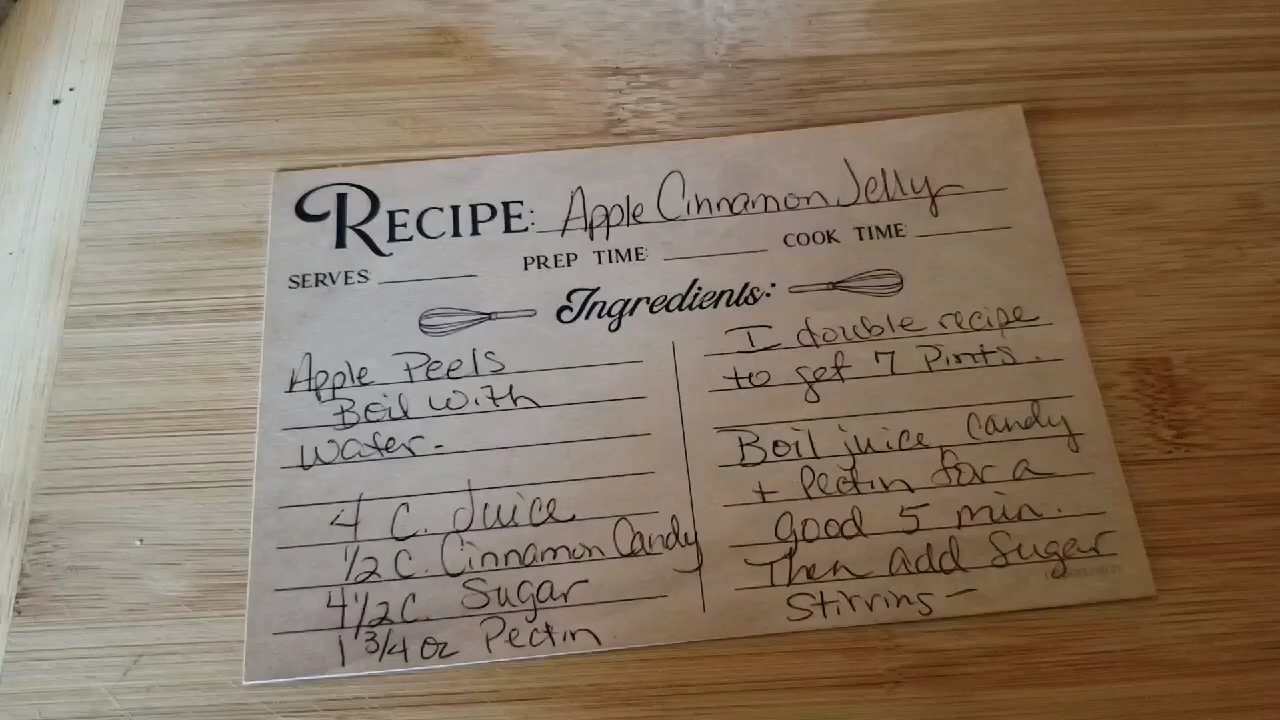 RECIPE: Apple Cinnamon Jelly
SERVES PREP TIME COOK TIME
Ingredients:
Apple Peels
Boil with
Water-
4 C. Juice
1/2 C. Cinnamon Candy
4 1/2 C. Sugar
1 3/4 oz Pectin
I double recipe
to get 7 Pints.
Boil juice, candy
+ Pectin for a
good 5 min.
Then add Sugar
Stirring -